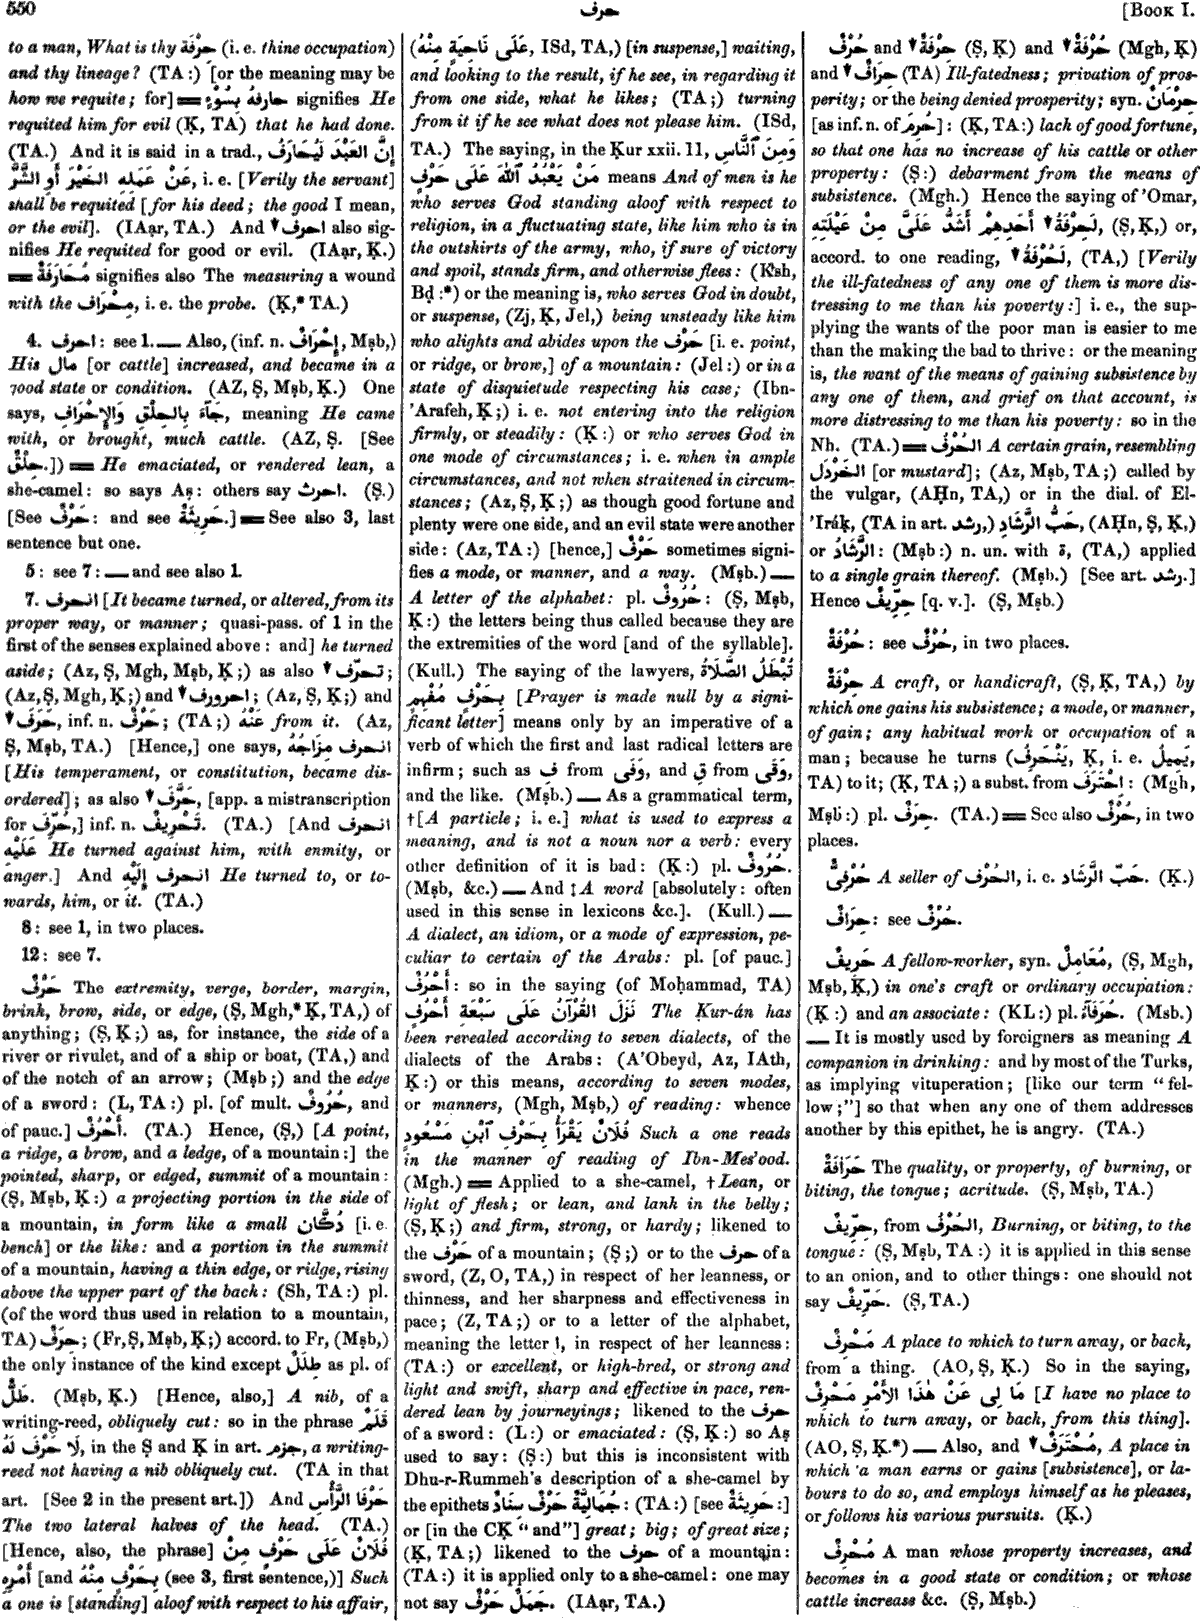 550
حرف
[BOOK I.
to a man, What is thy حِرْفَة (i. e. thine occupation)
and thy lineage? (TA:) [or the meaning may be
how we requite; for] ═ حارفهُ بِسُوْءٍ signifies He
requited him for evil (Ḳ, TA) that he had done.
(TA.) And it is said in a trad., إِنَّ العَبْدَ لَيُحَارَفُ
عَنْ عَمَلِهِ الخَيْرَ أَوِ الشَّرَّ, i. e. [Verily the servant]
shall be requited [for his deed; the good I mean,
or the evil]. (IAạr, TA.) And ▼احرف also sig-
nifies He requited for good or evil. (IAạr, Ḳ.)
═ مُحَارَفَةٌ signifies also The measuring a wound
with the مِحْرَاف, i. e. the probe. (Ḳ,* TA.)
4. احرف: see 1. ― Also, (inf. n. إِحْرَافٌ, Mṣb,)
His مال [or cattle] increased, and became in a
good state or condition. (AZ, Ṣ, Mṣb, Ḳ.) One
says, جَآءَ بِالحِلْقِ وَالإِحْرَافِ, meaning He came
with, or brought, much cattle. (AZ, Ṣ. [See
حِلْقٌ.]) ═ He emaciated, or rendered lean, a
she-camel: so says Aṣ: others say احرث. (Ṣ.)
[See حَرْفٌ: and see حَرِيثَةٌ.] ═ See also 3, last
sentence but one.
5: see 7: ― and see also 1.
7. انحرف [It became turned, or altered, from its
proper way, or manner; quasi-pass. of 1 in the
first of the senses explained above: and] he turned
aside; (Az, Ṣ, Mgh, Mṣb, Ḳ;) as also ▼تحرّف;
(Az, Ṣ, Mgh, Ḳ;) and ▼احرورف; (Az, Ṣ, Ḳ;) and
▼حَرَفَ, inf. n. حَرْفٌ; (TA;) عَنْهُ from it. (Az,
Ṣ, Mṣb, TA.) [Hence,] one says, انحرف مِزَاجُهُ
[His temperament, or constitution, became dis-
ordered]; as also ▼حَرَّفَ, [app. a mistranscription
for حُرِّفَ,] inf. n. تَحْرِيفٌ. (TA.) [And انحرف
عَلَيْهِ He turned against him, with enmity, or
anger.] And انحرف إِلَيْهِ He turned to, or to-
wards, him, or it. (TA.)
8: see 1, in two places.
12: see 7.
حَرْفٌ The extremity, verge, border, margin,
brink, brow, side, or edge, (Ṣ, Mgh,* Ḳ, TA,) of
anything; (Ṣ, Ḳ;) as, for instance, the side of a
river or rivulet, and of a ship or boat, (TA,) and
of the notch of an arrow; (Mṣb;) and the edge
of a sword: (L, TA:) pl. [of mult. حُرُوفٌ, and
of pauc.] أَحْرُفٌ. (TA.) Hence, (Ṣ,) [A point,
a ridge, a brow, and a ledge, of a mountain:] the
pointed, sharp, or edged, summit of a mountain:
(Ṣ, Mṣb, Ḳ:) a projecting portion in the side of
a mountain, in form like a small دُكَّان [i. e.
bench] or the like: and a portion in the summit
of a mountain, having a thin edge, or ridge, rising
above the upper part of the back: (Sh, TA:) pl.
(of the word thus used in relation to a mountain,
TA) حِرَفٌ; (Fr, Ṣ, Mṣb, Ḳ;) accord. to Fr, (Mṣb,)
the only instance of the kind except طِلَلٌ as pl. of
طَلٌّ. (Mṣb, Ḳ.) [Hence, also,] A nib, of a
writing-reed, obliquely cut: so in the phrase قَلَمٌ
لَا حَرْفَ لَهُ, in the Ṣ and Ḳ in art. جزم, a writing-
reed not having a nib obliquely cut. (TA in that
art. [See 2 in the present art.]) And حَرْفَا الرَّأْسِ
The two lateral halves of the head. (TA.)
[Hence, also, the phrase] فُلَانٌ عَلَى حَرْفٍ مِنْ
أَمْرِهِ [and بِحَرْفٍ مِنْهُ (see 3, first sentence,)] Such
a one is [standing] aloof with respect to his affair,
(عَلَى نَاحِيَةٍ مِنْهُ, ISd, TA,) [in suspense,] waiting,
and looking to the result, if he see, in regarding it
from one side, what he likes; (TA;) turning
from it if he see what does not please him. (ISd,
TA.) The saying, in the Ḳur xxii. 11, وَمِنَ ٱلنَّاسِ
مَنْ يَعْبُدُ ٱللّٰهَ عَلَى حَرْفٍ means And of men is he
who serves God standing aloof with respect to
religion, in a fluctuating state, like him who is in
the outskirts of the army, who, if sure of victory
and spoil, stands firm, and otherwise flees: (Ksh,
Bḍ:*) or the meaning is, who serves God in doubt,
or suspense, (Zj, Ḳ, Jel,) being unsteady like him
who alights and abides upon the حَرْف [i. e. point,
or ridge, or brow,] of a mountain: (Jel:) or in a
state of disquietude respecting his case; (Ibn-
'Arafeh, Ḳ;) i. e. not entering into the religion
firmly, or steadily: (Ḳ:) or who serves God in
one mode of circumstances; i. e. when in ample
circumstances, and not when straitened in circum-
stances; (Az, Ṣ, Ḳ;) as though good fortune and
plenty were one side, and an evil state were another
side: (Az, TA:) [hence,] حَرْفٌ sometimes signi-
fies a mode, or manner, and a way. (Mṣb.) ―
A letter of the alphabet: pl. حُرُوفٌ: (Ṣ, Mṣb,
Ḳ:) the letters being thus called because they are
the extremities of the word [and of the syllable].
(Kull.) The saying of the lawyers, تُبْطَلُ الصَّلَاةُ
بِحَرْفٍ مُفْهِمٍ [Prayer is made null by a signi-
ficant letter] means only by an imperative of a
verb of which the first and last radical letters are
infirm; such as فِ from وَفَى, and قِ from وَقَى,
and the like. (Mṣb.) ― As a grammatical term,
†[A particle; i. e.] what is used to express a
meaning, and is not a noun nor a verb: every
other definition of it is bad: (Ḳ:) pl. حُرُوفٌ.
(Mṣb, &c.) ― And ‡A word [absolutely: often
used in this sense in lexicons &c.]. (Kull.) ―
A dialect, an idiom, or a mode of expression, pe-
culiar to certain of the Arabs: pl. [of pauc.]
أَحْرُفٌ: so in the saying (of Moḥammad, TA)
نَزَلَ القُرْآنُ عَلَى سَبْعَةِ أَحْرُفٍ The Ḳur-án has
been revealed according to seven dialects, of the
dialects of the Arabs: (A'Obeyd, Az, IAth,
Ḳ:) or this means, according to seven modes,
or manners, (Mgh, Mṣb,) of reading: whence
فُلَانٌ يَقْرَأُ بِحَرْفِ ٱبْنِ مَسْعُودٍ Such a one reads
in the manner of reading of Ibn-Mes'ood.
(Mgh.) ═ Applied to a she-camel, †Lean, or
light of flesh; or lean, and lank in the belly;
(Ṣ, Ḳ;) and firm, strong, or hardy; likened to
the حَرْف of a mountain; (Ṣ;) or to the حرف of a
sword, (Z, O, TA,) in respect of her leanness, or
thinness, and her sharpness and effectiveness in
pace; (Z, TA;) or to a letter of the alphabet,
meaning the letter ا, in respect of her leanness:
(TA:) or excellent, or high-bred, or strong and
light and swift, sharp and effective in pace, ren-
dered lean by journeyings; likened to the حرف
of a sword: (L:) or emaciated: (Ṣ, Ḳ:) so Aṣ
used to say: (Ṣ:) but this is inconsistent with
Dhu-r-Rummeh's description of a she-camel by
the epithets جُمَالِيَّةٌ حَرْفٌ سِنَادٌ: (TA:) [see حَرِيثَةٌ:]
or [in the CḲ "and"] great; big; of great size;
(Ḳ, TA;) likened to the حرف of a mountain:
(TA:) it is applied only to a she-camel: one may
not say جَمَلٌ حَرْفٌ. (IAạr, TA.)
حُرْفٌ and ▼حِرْفَةٌ (Ṣ, Ḳ) and ▼حُرْفَةٌ (Mgh, Ḳ)
and ▼حِرَافٌ (TA) Ill-fatedness; privation of pros-
perity; or the being denied prosperity; syn. حِرْمَانٌ
[as inf. n. of حُرِمَ]: (Ḳ, TA:) lack of good fortune,
so that one has no increase of his cattle or other
property: (Ṣ:) debarment from the means of
subsistence. (Mgh.) Hence the saying of 'Omar,
لَحِرْفَةُ▼ أَحَدِهِمْ أَشَدُّ عَلَىَّ مِنْ عَيْلَتِهِ, (Ṣ, Ḳ,) or,
accord. to one reading, ▼لَحُرْفَةُ, (TA,) [Verily
the ill-fatedness of any one of them is more dis-
tressing to me than his poverty:] i. e., the sup-
plying the wants of the poor man is easier to me
than the making the bad to thrive: or the meaning
is, the want of the means of gaining subsistence by
any one of them, and grief on that account, is
more distressing to me than his poverty: so in the
Nh. (TA.) ═ الحُرْفُ A certain grain, resembling
الخَرْدَل [or mustard]; (Az, Mṣb, TA;) called by
the vulgar, (AḤn, TA,) or in the dial. of El-
'Iráḳ, (TA in art. رشد,) حَبُّ الرَّشَادِ, (AḤn, Ṣ, Ḳ,)
or الرَّشَادُ: (Mṣb:) n. un. with ة, (TA,) applied
to a single grain thereof. (Mṣb.) [See art. رشد.]
Hence حِرِّيفٌ [q. v.]. (Ṣ, Mṣb.)
حُرْفَةٌ: see حُرْفٌ, in two places.
حِرْفَةٌ A craft, or handicraft, (Ṣ, Ḳ, TA,) by
which one gains his subsistence; a mode, or manner,
of gain; any habitual work or occupation of a
man; because he turns (يَنْحَرِفُ, Ḳ, i. e. يَمِيلُ,
TA) to it; (Ḳ, TA;) a subst. from اِحْتَرَفَ: (Mgh,
Mṣb:) pl. حِرَفٌ. (TA.) ═ See also حُرْفٌ, in two
places.
حُرْفِىٌّ A seller of الحُرْف, i. e. حَبّ الرَّشَاد. (Ḳ.)
حِرَافٌ: see حُرْفٌ.
حَرِيفٌ A fellow-worker, syn. مُعَامِلٌ, (Ṣ, Mgh,
Mṣb, Ḳ,) in one's craft or ordinary occupation:
(Ḳ:) and an associate: (KL:) pl. حُرَفَآءُ. (Msb.)
― It is mostly used by foreigners as meaning A
companion in drinking: and by most of the Turks,
as implying vituperation; [like our term "fel-
low;"] so that when any one of them addresses
another by this epithet, he is angry. (TA.)
حَرَافَةٌ The quality, or property, of burning, or
biting, the tongue; acritude. (Ṣ, Mṣb, TA.)
حِرِّيفٌ, from الحُرْفُ, Burning, or biting, to the
tongue: (Ṣ, Mṣb, TA:) it is applied in this sense
to an onion, and to other things: one should not
say حَرِّيفٌ. (Ṣ, TA.)
مَحْرِفٌ A place to which to turn away, or back,
from a thing. (AO, Ṣ, Ḳ.) So in the saying,
مَا لِى عَنْ هٰذَا الأَمْرِ مَحْرِفٌ [I have no place to
which to turn away, or back, from this thing].
(AO, Ṣ, Ḳ.*) ― Also, and ▼مُحْتَرَفٌ, A place in
which a man earns or gains [subsistence], or la-
bours to do so, and employs himself as he pleases,
or follows his various pursuits. (Ḳ.)
مُحْرِفٌ A man whose property increases, and
becomes in a good state or condition; or whose
cattle increase &c. (Ṣ, Mṣb.)